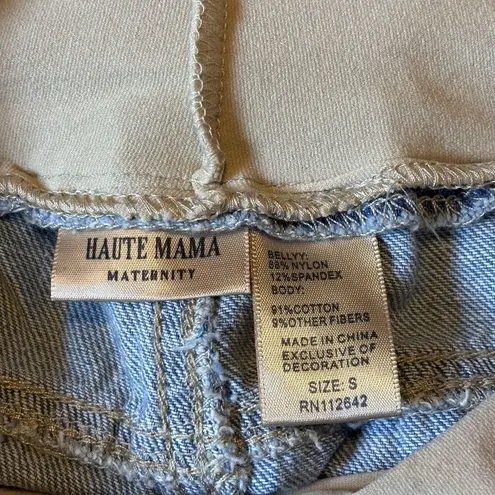 HAUTE MAMA
MATERNITY
BELLYY:
88% NYLON
12%SPANDEX
BODY:
91%COTTON
9%OTHER FIBERS
MADE IN CHINA
EXCLUSIVE OF
DECORATION
SIZE: S
RN112642